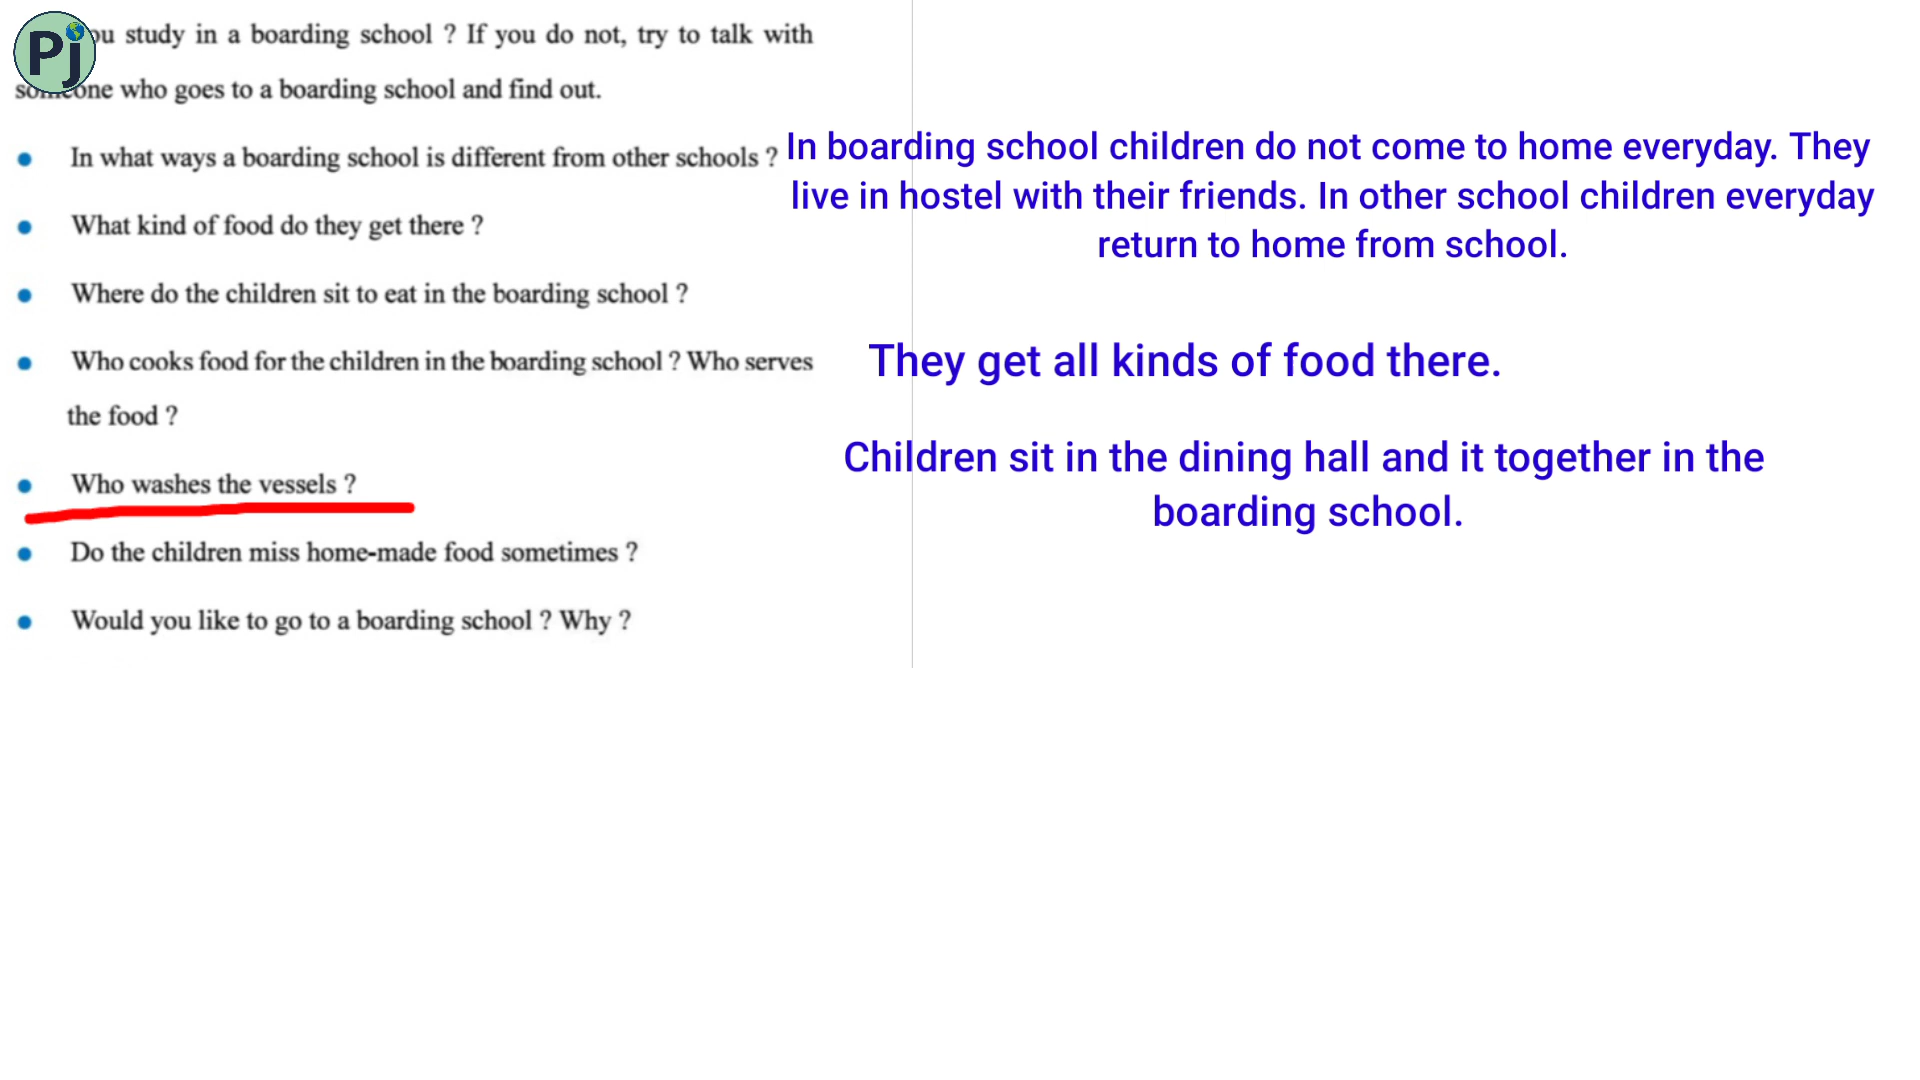 Pj
ou study in a boarding school ? If you do not, try to talk with
someone who goes to a boarding school and find out.
In what ways a boarding school is different from other schools ?
What kind of food do they get there ?
Where do the children sit to eat in the boarding school ?
Who cooks food for the children in the boarding school ? Who serves
the food ?
Who washes the vessels ?
Do the children miss home-made food sometimes ?
Would you like to go to a boarding school ? Why ?
In boarding school children do not come to home everyday. They
live in hostel with their friends. In other school children everyday
return to home from school.
They get all kinds of food there.
Children sit in the dining hall and it together in the
boarding school.